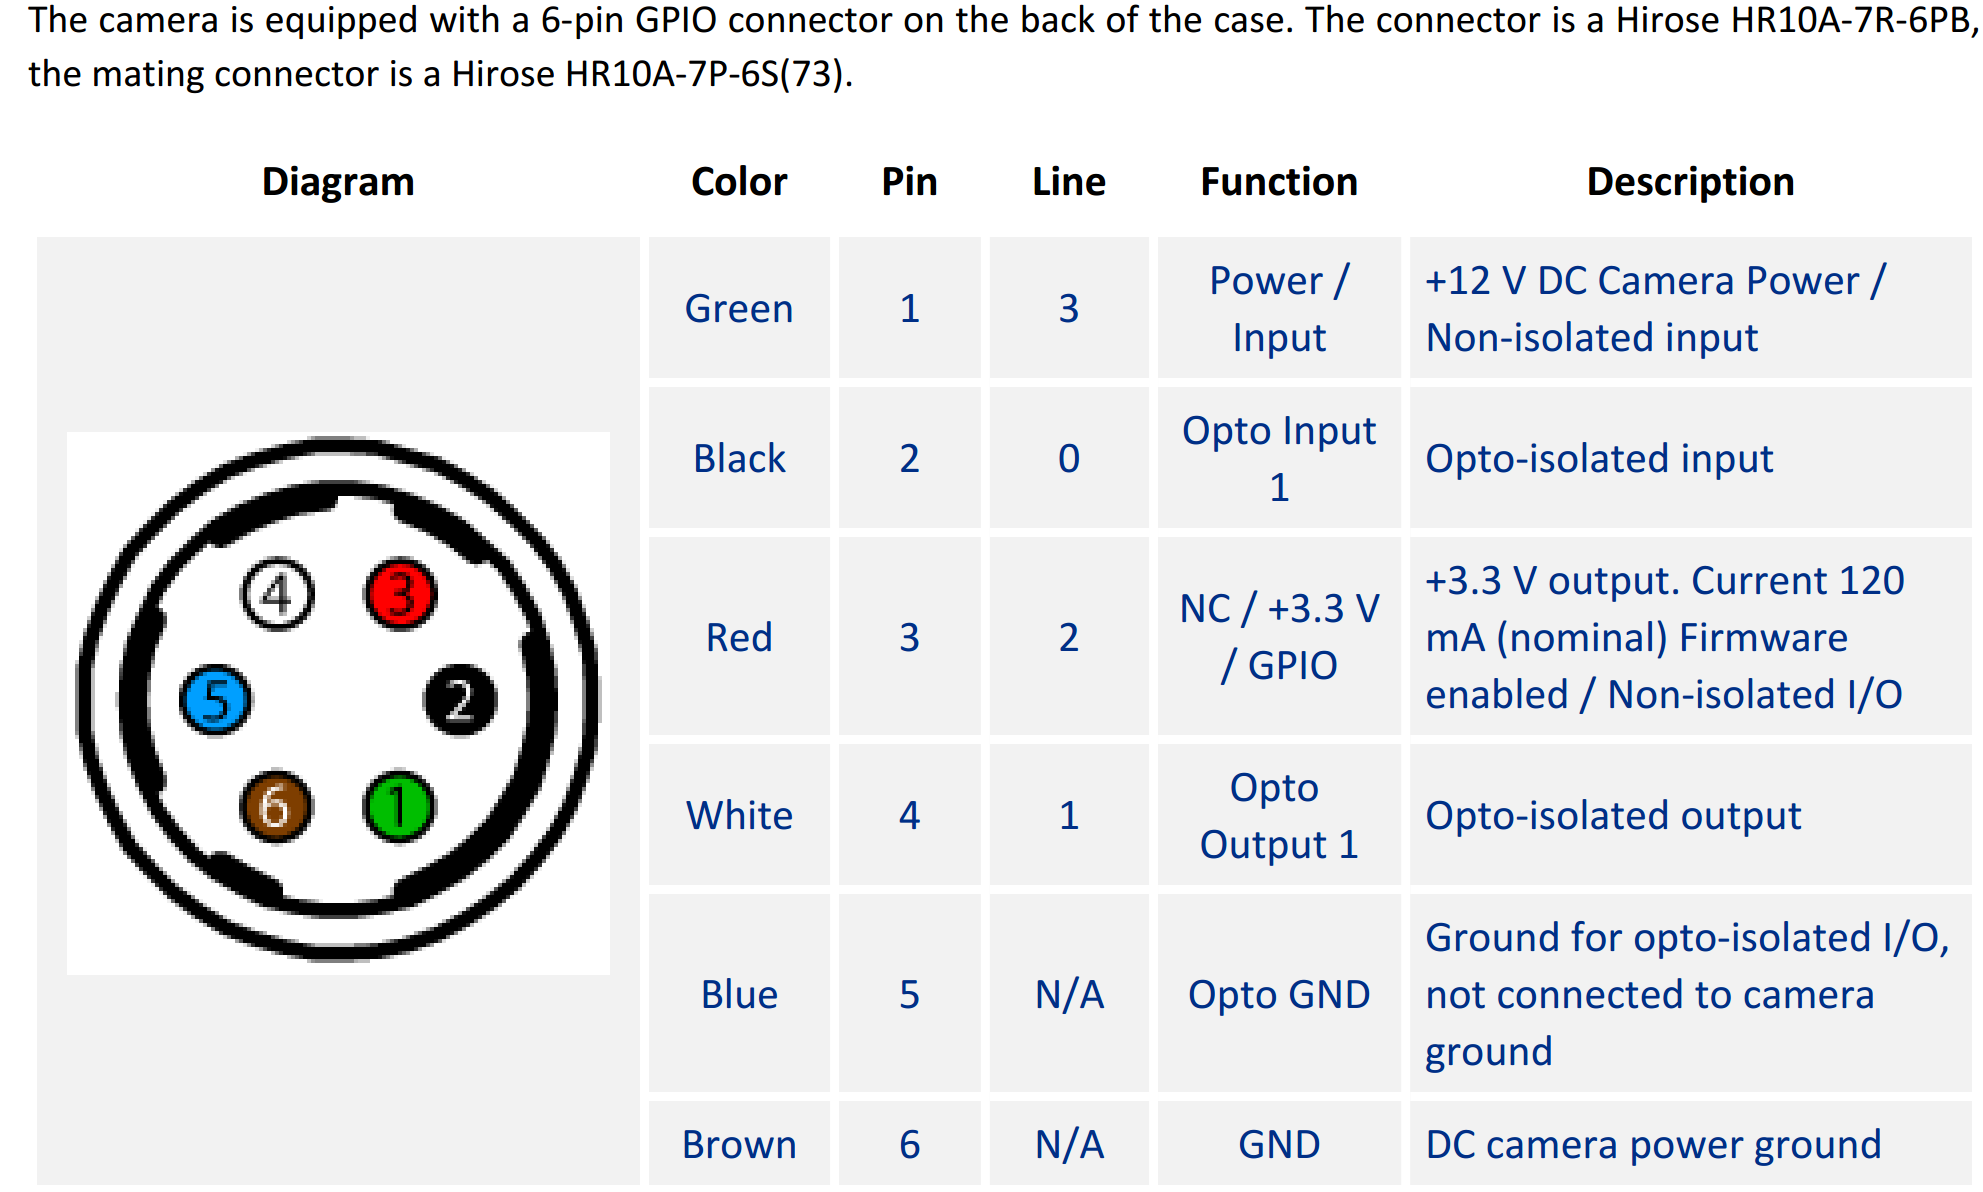 The camera is equipped with a 6-pin GPIO connector on the back of the case. The connector is a Hirose HR10A-7R-6PB,
the mating connector is a Hirose HR10A-7P-6S(73).
Diagram Color Pin Line Function Description
4
3
5
2
6
1
Green 1 3 Power / Input +12 V DC Camera Power / Non-isolated input
Black 2 0 Opto Input 1 Opto-isolated input
Red 3 2 NC / +3.3 V / GPIO +3.3 V output. Current 120 mA (nominal) Firmware enabled / Non-isolated I/O
White 4 1 Opto Output 1 Opto-isolated output
Blue 5 N/A Opto GND Ground for opto-isolated I/O, not connected to camera ground
Brown 6 N/A GND DC camera power ground